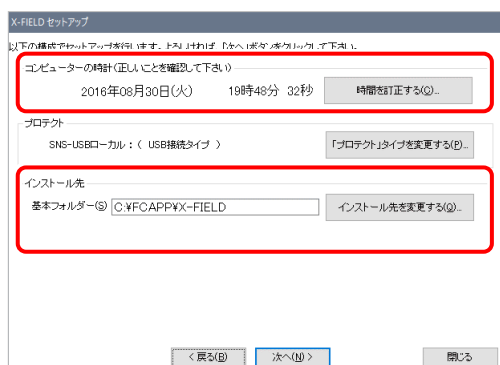 X-FIELD セットアップ
以下の構成でセットアップを行います。よろしければ、「次へ」ボタンをクリックして下さい。
コンピューターの時計(正しいことを確認して下さい)
2016年08月30日(火) 19時48分 32秒 時間を訂正する(C)...
プロテクト
SNS-USBローカル：( USB接続タイプ ) 「プロテクト」タイプを変更する(P)...
インストール先
基本フォルダー(S) C:¥FCAPP¥X-FIELD インストール先を変更する(Q)...
< 戻る(B) 次へ(N) > 閉じる